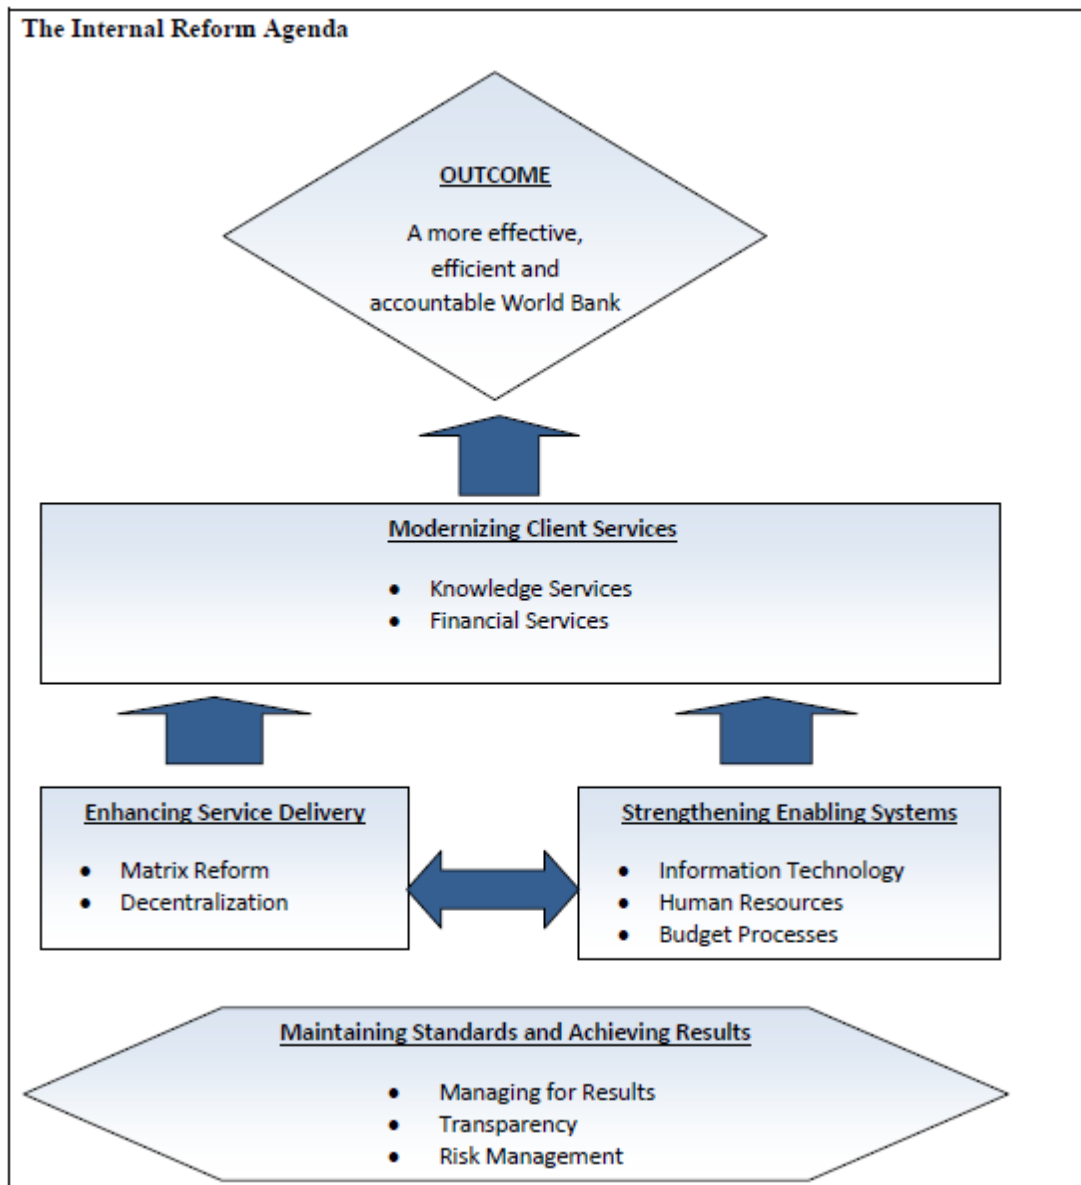 The Internal Reform Agenda
OUTCOME
A more effective,
efficient and
accountable World Bank
Modernizing Client Services
• Knowledge Services
• Financial Services
Enhancing Service Delivery
• Matrix Reform
• Decentralization
Strengthening Enabling Systems
• Information Technology
• Human Resources
• Budget Processes
Maintaining Standards and Achieving Results
• Managing for Results
• Transparency
• Risk Management